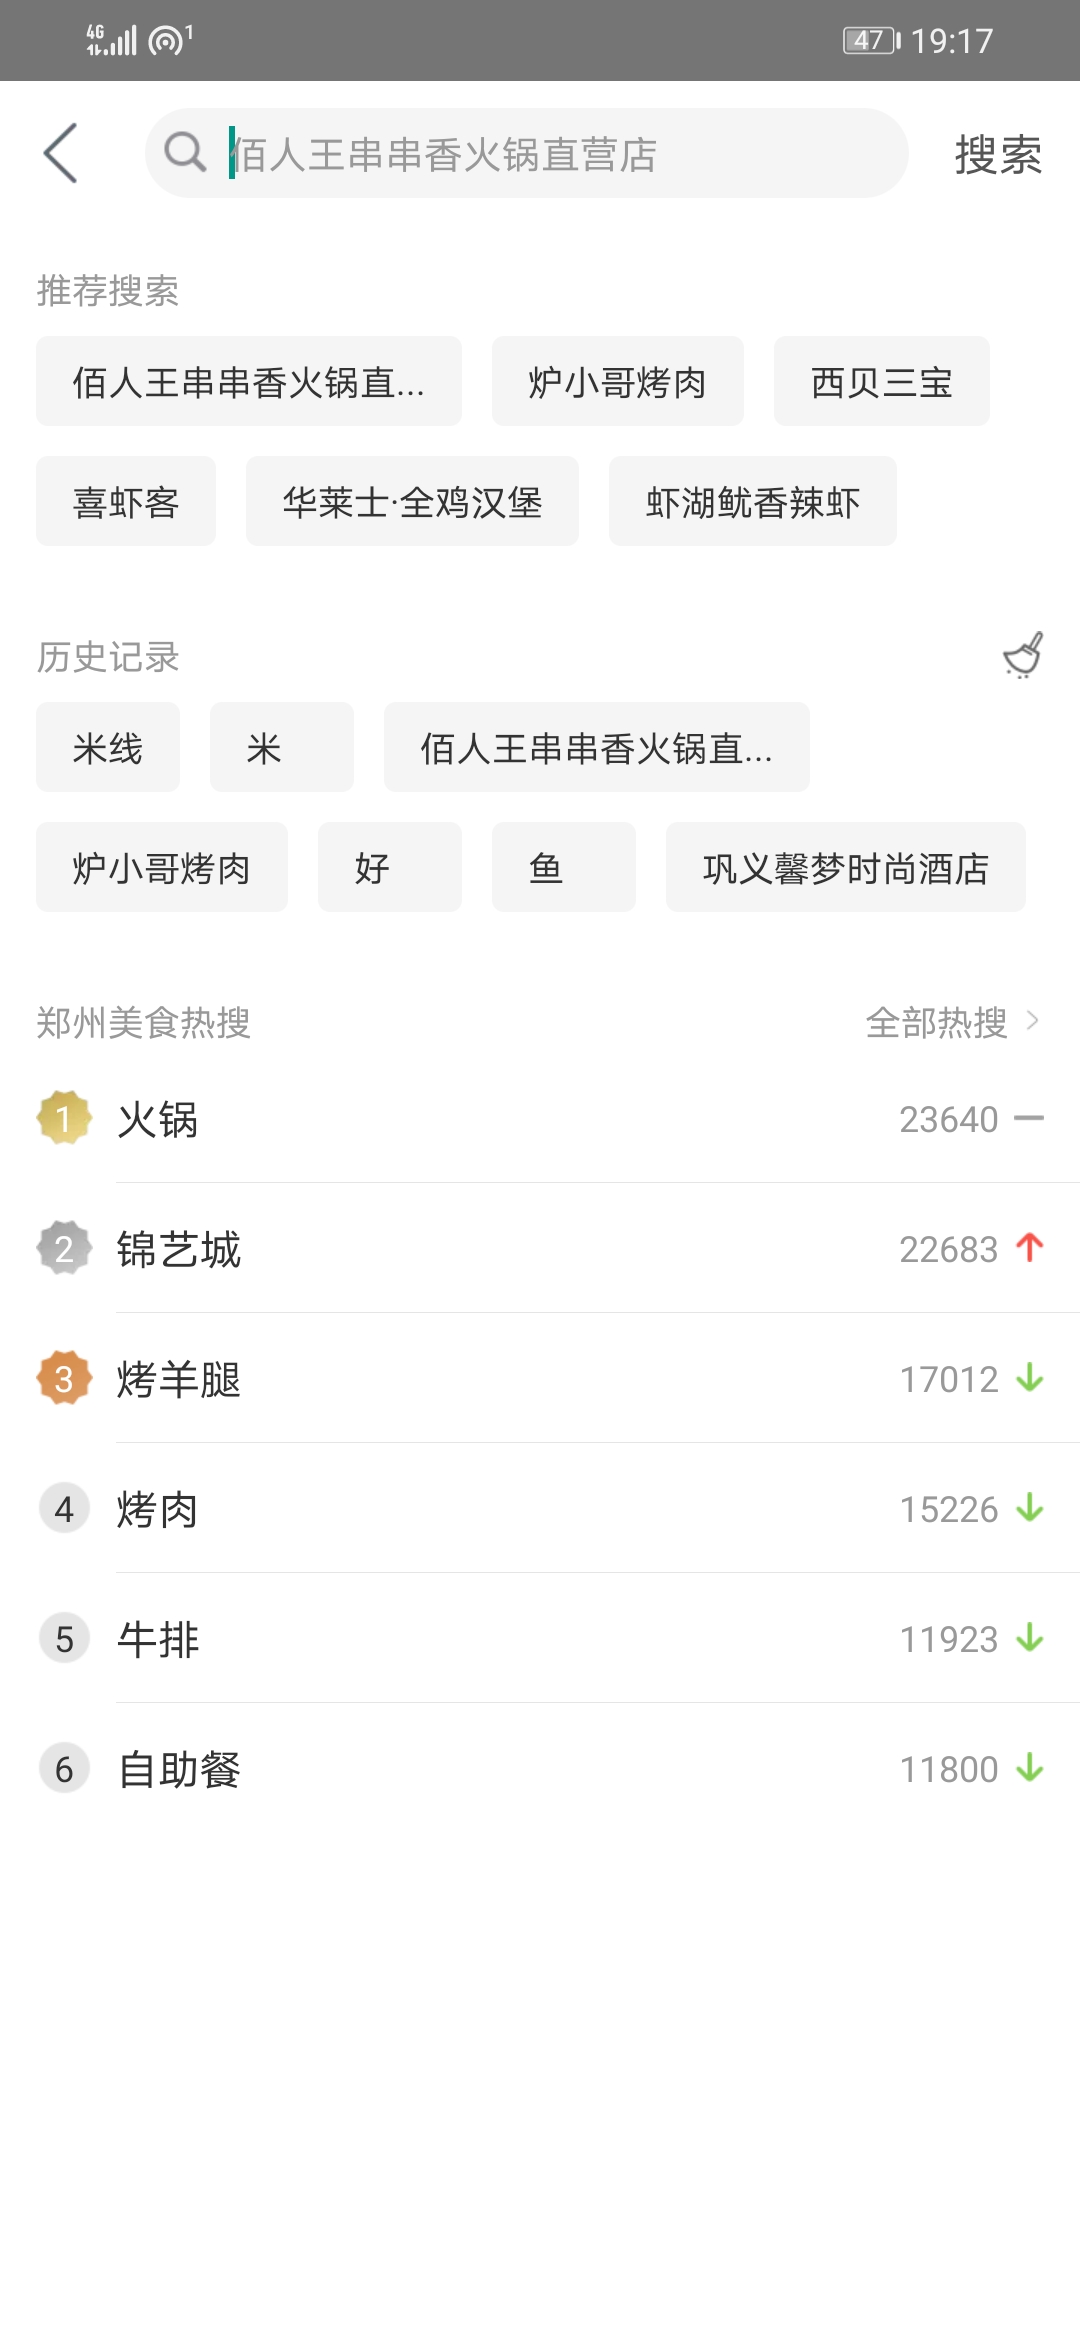 4G 1 47 19:17
佰人王串串香火锅直营店 搜索
推荐搜索
佰人王串串香火锅直... 炉小哥烤肉 西贝三宝
喜虾客 华莱士·全鸡汉堡 虾湖鱿香辣虾
历史记录
米线 米 佰人王串串香火锅直...
炉小哥烤肉 好 鱼 巩义馨梦时尚酒店
郑州美食热搜 全部热搜
1 火锅 23640
2 锦艺城 22683
3 烤羊腿 17012
4 烤肉 15226
5 牛排 11923
6 自助餐 11800